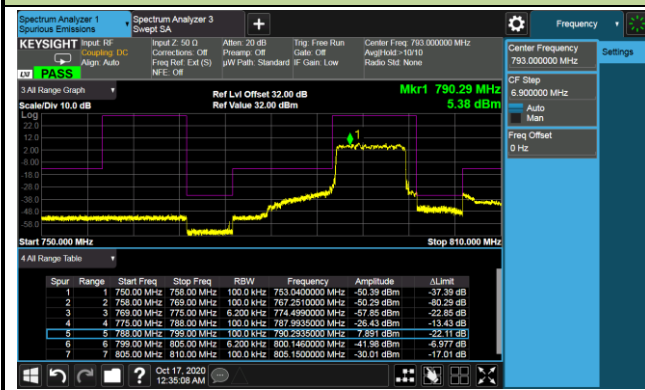 Spectrum Analyzer 1
Spurious Emissions
Spectrum Analyzer 3
Swept SA
+
Frequency
KEYSIGHT
Input: RF
Coupling: DC
Align: Auto
Input Z: 50 Ω
Corrections: Off
Freq Ref: Ext (S)
NFE: Off
Atten: 20 dB
Preamp: Off
µW Path: Standard
Trig: Free Run
Gate: Off
IF Gain: Low
Center Freq: 793.000000 MHz
Avg|Hold:>10/10
Radio Std: None
LXI PASS
3 All Range Graph
Scale/Div 10.0 dB
Ref Lvl Offset 32.00 dB
Ref Value 32.00 dBm
Mkr1 790.29 MHz
5.38 dBm
Log
22.0
12.0
2.00
-8.00
-18.0
-28.0
-38.0
-48.0
-58.0
1
Start 750.000 MHz
Stop 810.000 MHz
4 All Range Table
Spur Range Start Freq Stop Freq RBW Frequency Amplitude ΔLimit
1 1 750.00 MHz 758.00 MHz 100.0 kHz 753.0400000 MHz -50.39 dBm -37.39 dB
2 2 758.00 MHz 769.00 MHz 100.0 kHz 767.2510000 MHz -50.29 dBm -80.29 dB
3 3 769.00 MHz 775.00 MHz 6.200 kHz 774.4990000 MHz -57.85 dBm -22.85 dB
4 4 775.00 MHz 788.00 MHz 100.0 kHz 787.9935000 MHz -26.43 dBm -13.43 dB
5 5 788.00 MHz 799.00 MHz 100.0 kHz 790.2935000 MHz 7.891 dBm -22.11 dB
6 6 799.00 MHz 805.00 MHz 6.200 kHz 800.1460000 MHz -41.98 dBm -6.977 dB
7 7 805.00 MHz 810.00 MHz 100.0 kHz 805.1500000 MHz -30.01 dBm -17.01 dB
Center Frequency
793.000000 MHz
Settings
CF Step
6.900000 MHz
Auto
Man
Freq Offset
0 Hz
?
Oct 17, 2020
12:35:08 AM